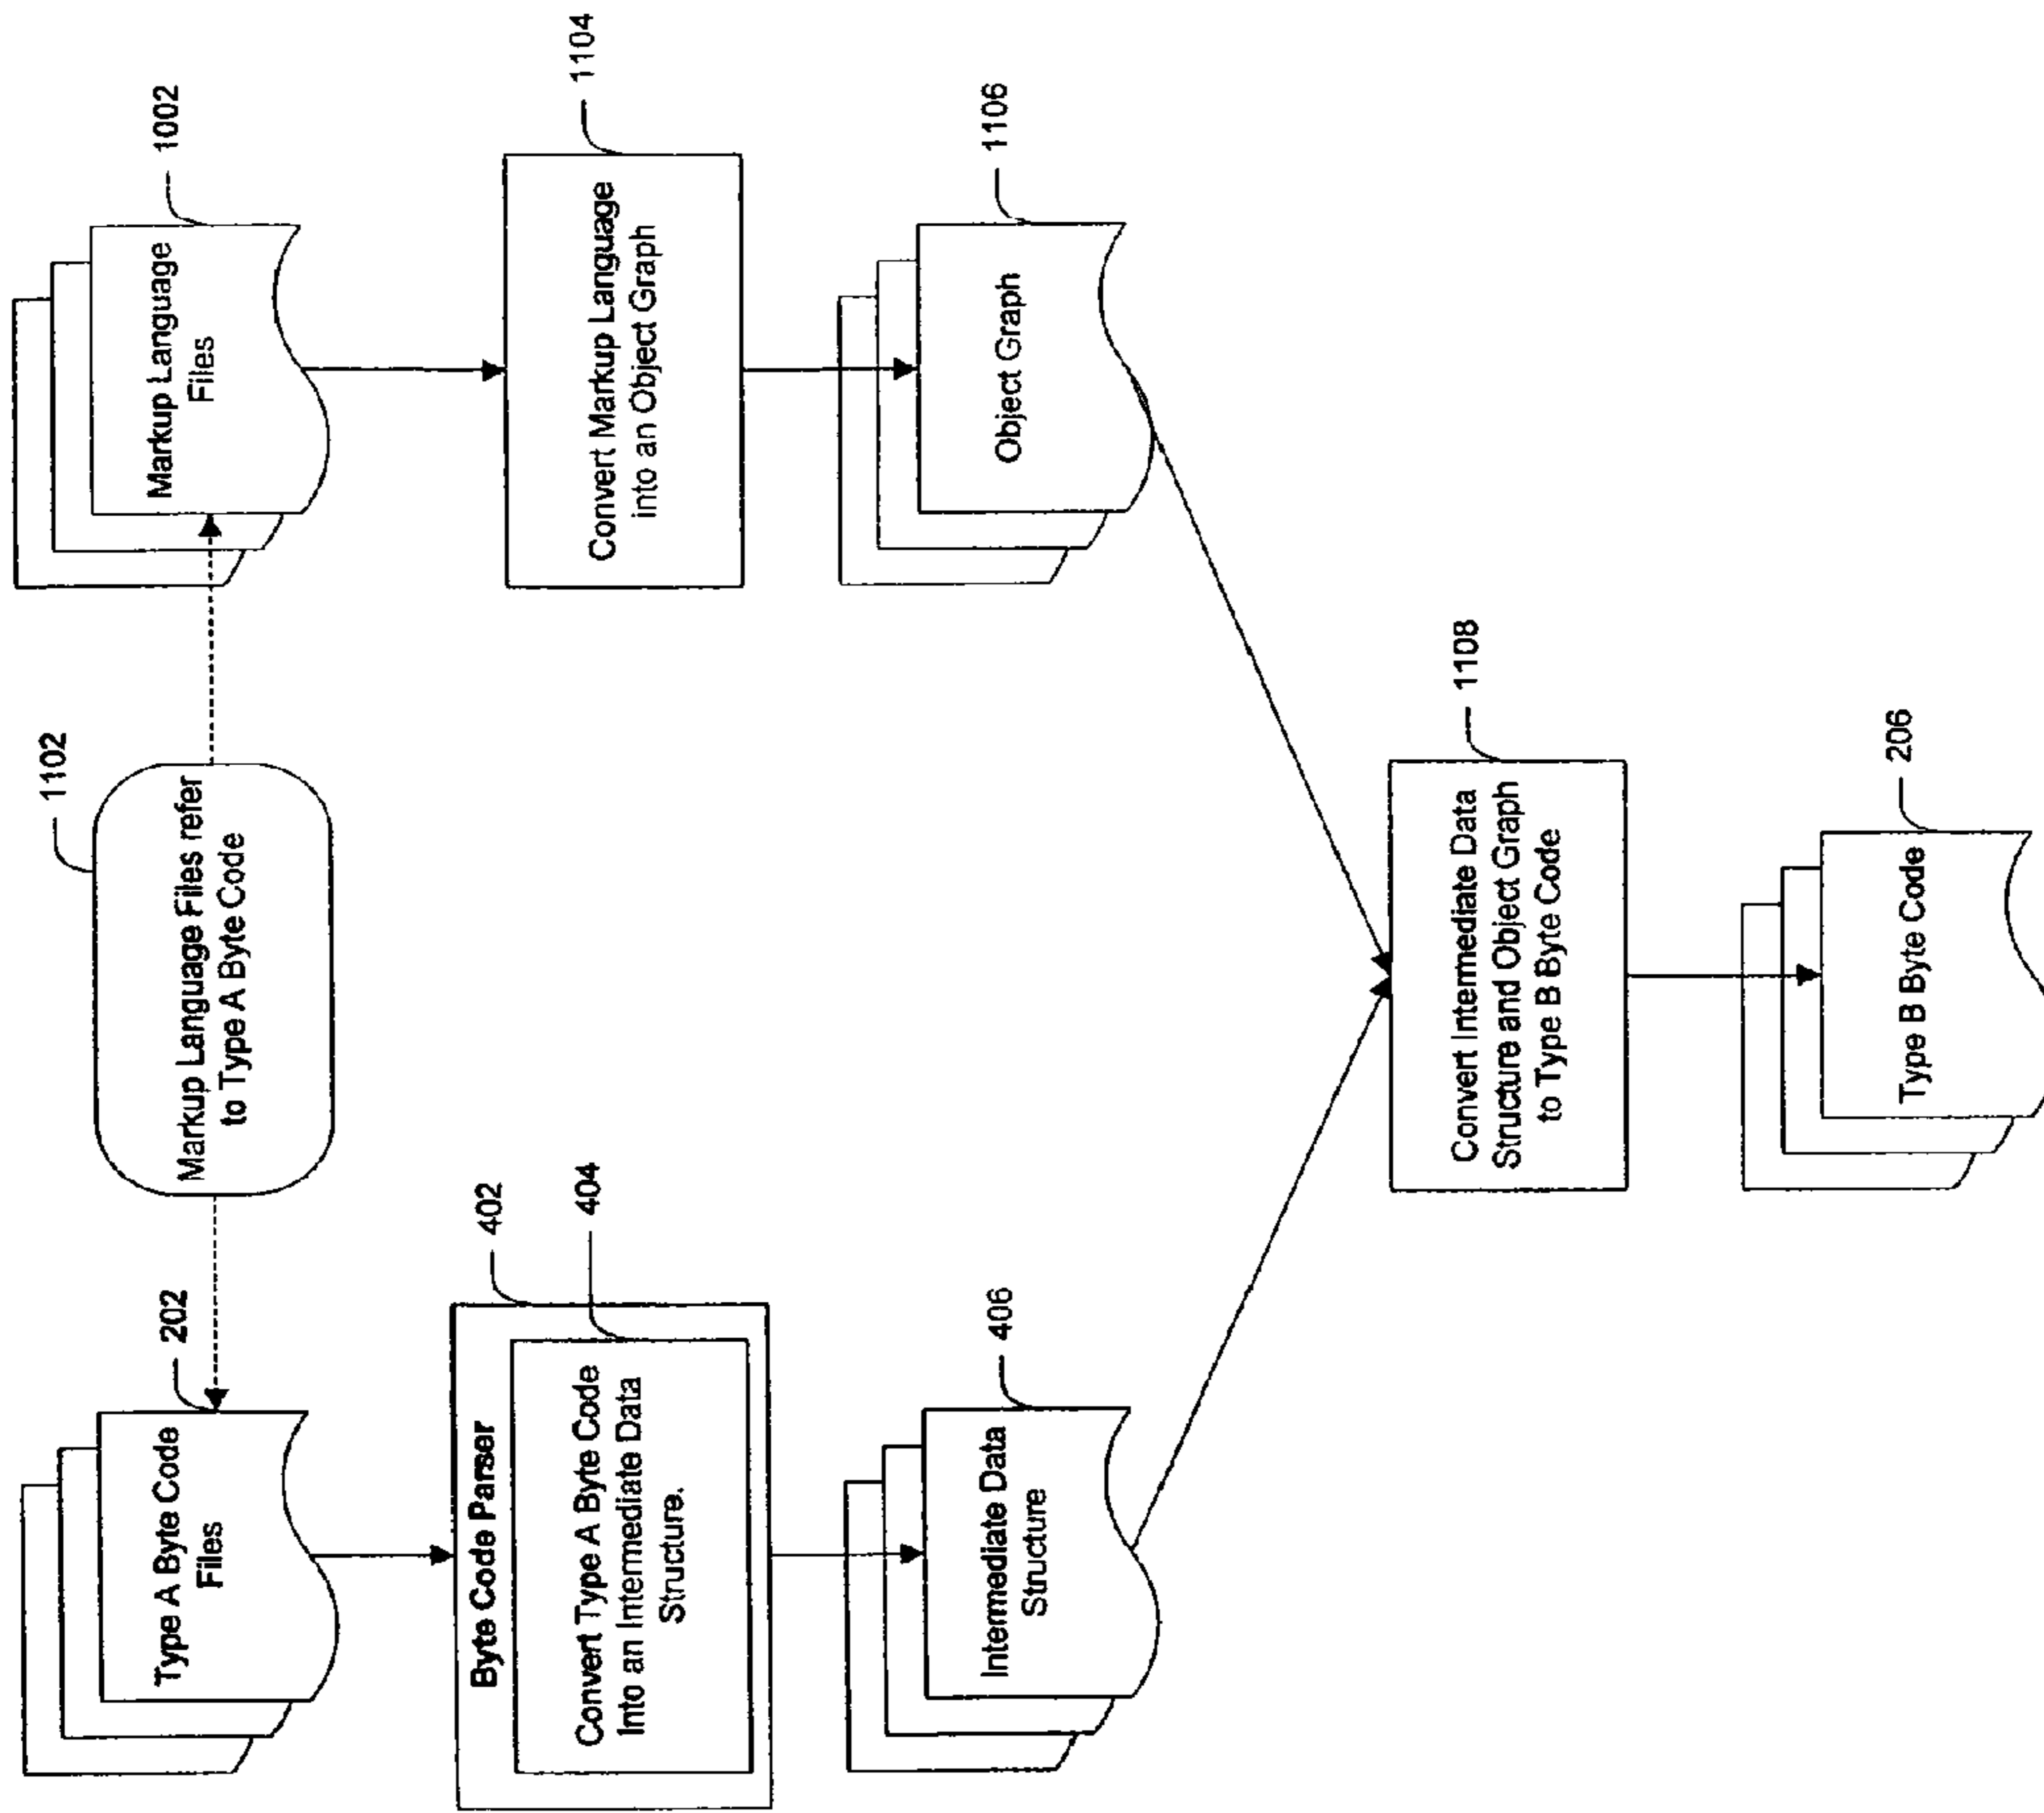 1102
Markup Language Files refer
to Type A Byte Code
202
Type A Byte Code
Files
1002
Markup Language
Files
402
Byte Code Parser
404
Convert Type A Byte Code
Into an Intermediate Data
Structure.
1104
Convert Markup Language
into an Object Graph
406
Intermediate Data
Structure
1106
Object Graph
1108
Convert Intermediate Data
Structure and Object Graph
to Type B Byte Code
206
Type B Byte Code